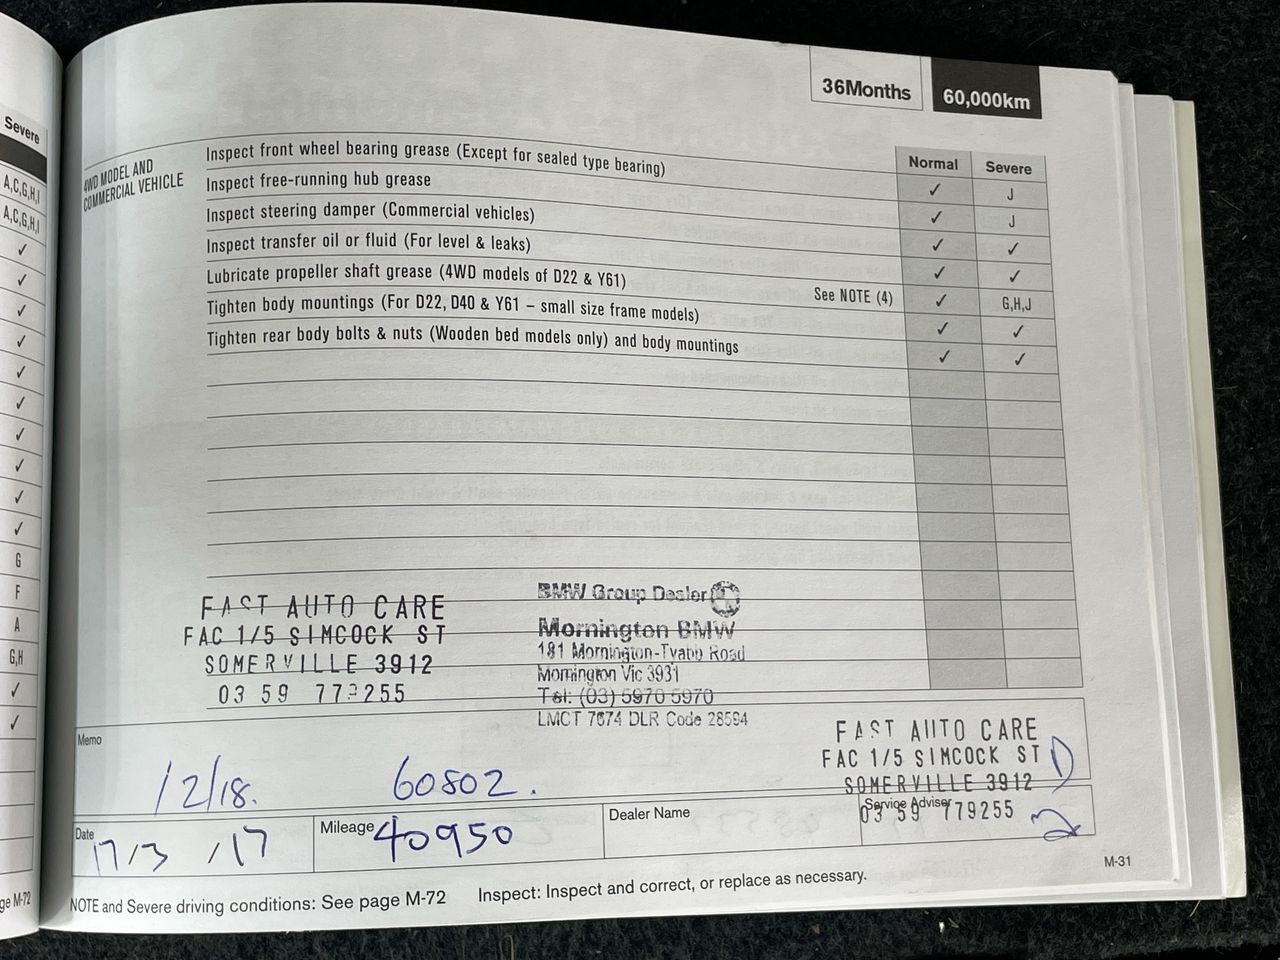 Severe
A,C,G,H,I
A,C,G,H,I
✓
✓
✓
✓
✓
✓
✓
✓
✓
✓
G
F
A
G,H
✓
✓
ge M-72
36Months 60,000km
Normal Severe
4WD MODEL AND
COMMERCIAL VEHICLE
Inspect front wheel bearing grease (Except for sealed type bearing) ✓ J
Inspect free-running hub grease ✓ J
Inspect steering damper (Commercial vehicles) ✓ ✓
Inspect transfer oil or fluid (For level & leaks) ✓ ✓
Lubricate propeller shaft grease (4WD models of D22 & Y61) See NOTE (4) ✓ G,H,J
Tighten body mountings (For D22, D40 & Y61 – small size frame models) ✓ ✓
Tighten rear body bolts & nuts (Wooden bed models only) and body mountings ✓ ✓
FAST AUTO CARE
FAC 1/5 SIMCOCK ST
SOMERVILLE 3912
03 59 779255
BMW Group Dealer
Mornington BMW
181 Mornington-Tyabb Road
Mornington Vic 3931
Tel: (03) 5970 5970
LMCT 7674 DLR Code 28594
FAST AUTO CARE
FAC 1/5 SIMCOCK ST
SOMERVILLE 3912
03 59 779255
Memo
12/18. 60802.
Date 17/3/17
Mileage 40950
Dealer Name
Service Adviser
M-31
NOTE and Severe driving conditions: See page M-72 Inspect: Inspect and correct, or replace as necessary.